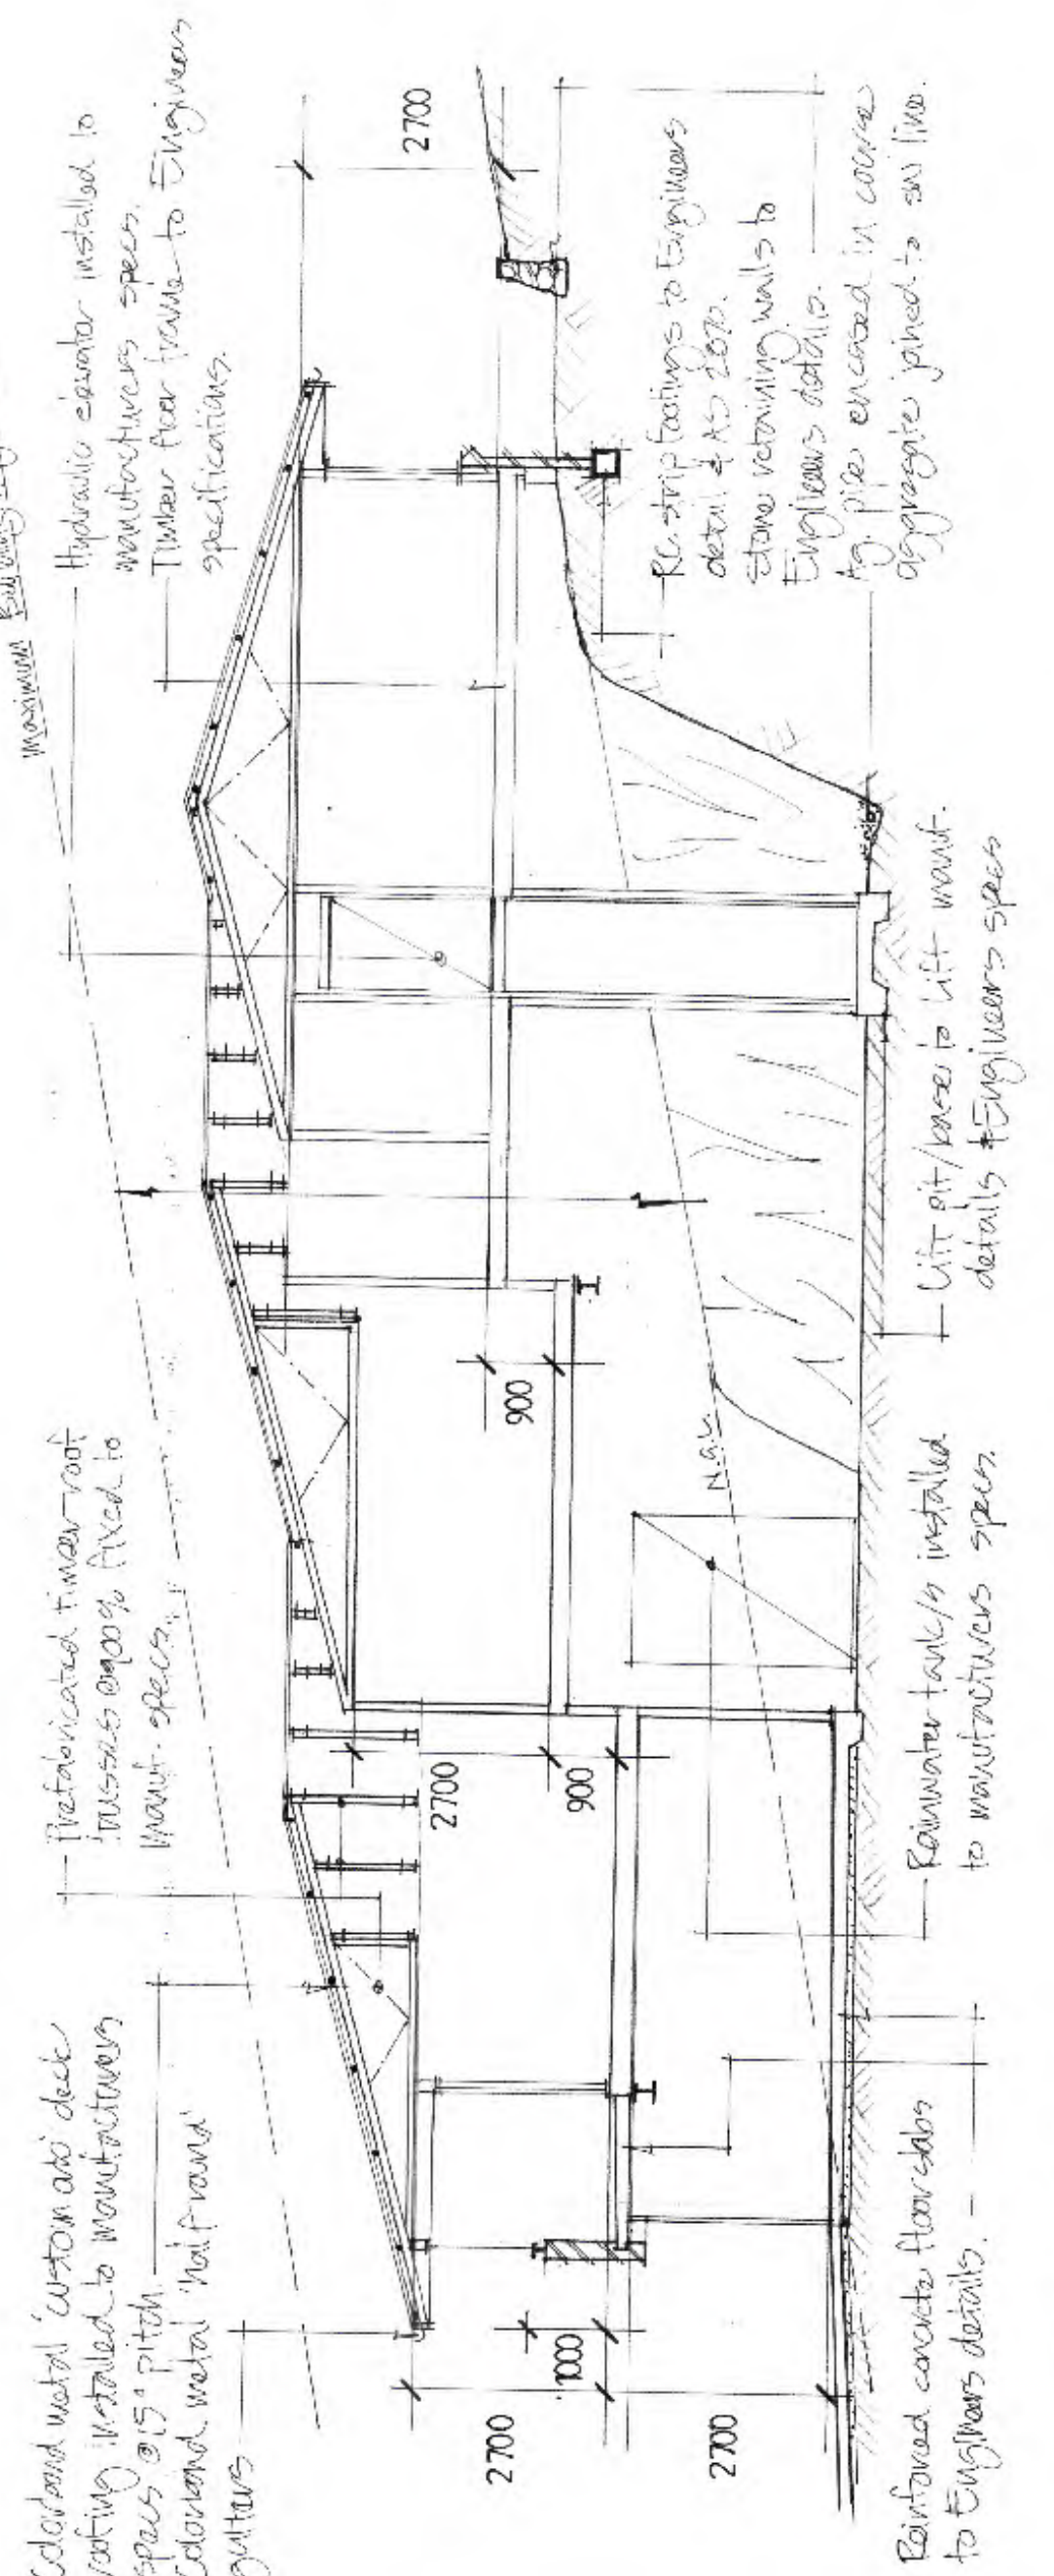 maximum Building
Colorbond metal 'custom orb' deck
roofing installed to manufacturers
specs @ 15° pitch.
Colorbond metal 'half round'
gutters
Prefabricated timber roof
trusses @ 900% fixed to
manuf. specs.
Hydraulic elevator installed to
manufacturers specs.
Timber floor frame to Engineers
specifications.
2700
1000
2700
2700
900
900
2700
N.G.L
Reinforced concrete floor slabs
to Engineers details.
Rainwater tank/s installed
to manufacturers specs.
Lift pit/base to Lift manuf.
details & Engineers specs
Rc. strip footings to Engineers
detail & AS 2870.
Stone retaining walls to
Engineers details.
Ag. pipe encased in course
aggregate joined to s/w line.